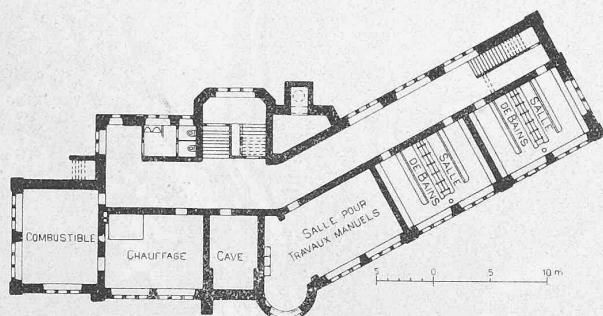 COMBUSTIBLE
CHAUFFAGE
CAVE
SALLE POUR
TRAVAUX MANUELS
SALLE
DE BAINS
SALLE
DE BAINS
5 0 5 10 m